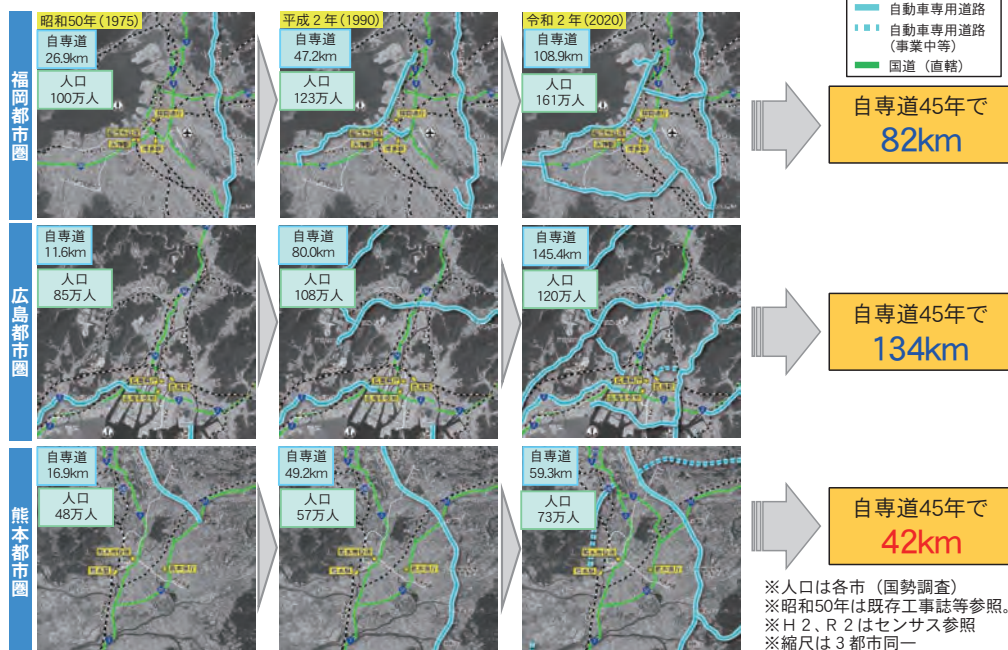 昭和50年(1975)
平成2年(1990)
令和2年(2020)
自動車専用道路
自動車専用道路
(事業中等)
国道(直轄)
福岡都市圏
自専道
26.9km
人口
100万人
自専道
47.2km
人口
123万人
自専道
108.9km
人口
161万人
自専道45年で
82km
広島都市圏
自専道
11.6km
人口
85万人
自専道
80.0km
人口
108万人
自専道
145.4km
人口
120万人
自専道45年で
134km
熊本都市圏
自専道
16.9km
人口
48万人
自専道
49.2km
人口
57万人
自専道
59.3km
人口
73万人
自専道45年で
42km
※人口は各市(国勢調査)
※昭和50年は既存工事誌等参照。
※H2、R2はセンサス参照
※縮尺は3都市同一